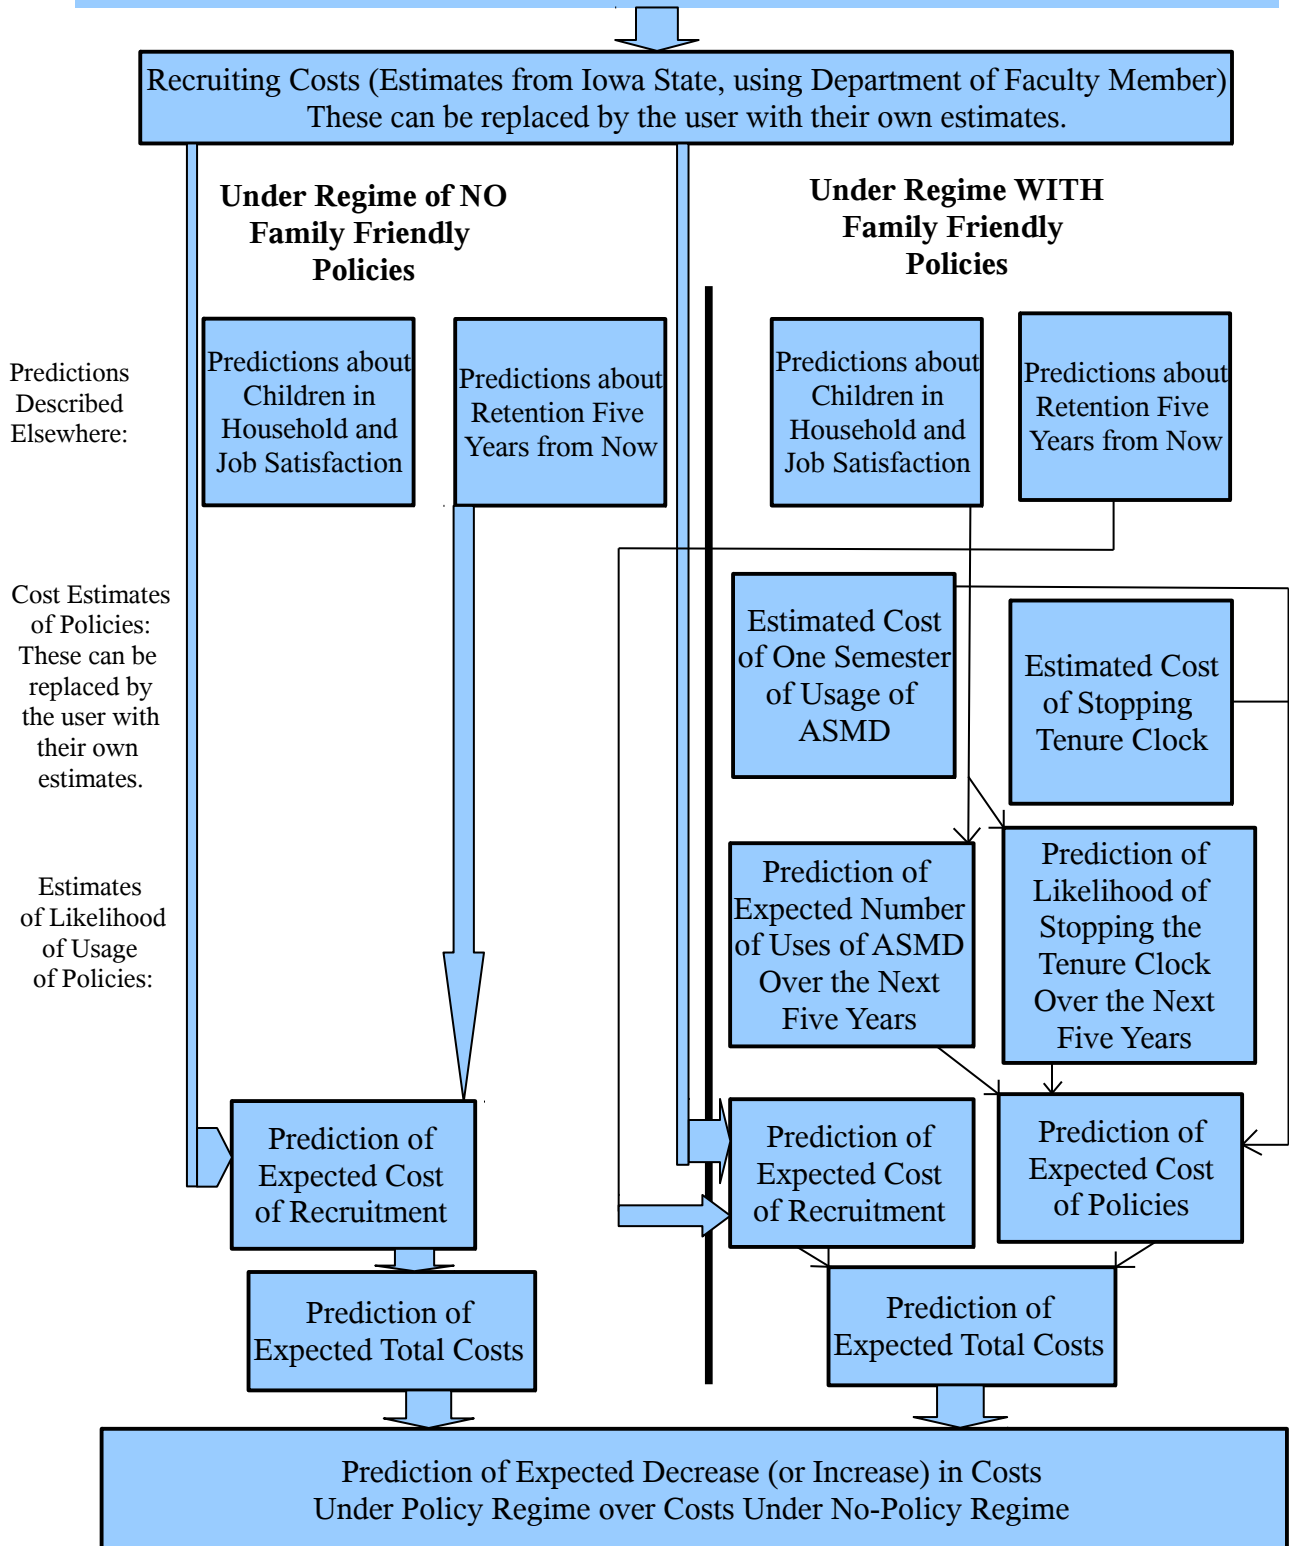 Recruiting Costs (Estimates from Iowa State, using Department of Faculty Member)
These can be replaced by the user with their own estimates.
Under Regime of NO
Family Friendly
Policies
Under Regime WITH
Family Friendly
Policies
Predictions
Described
Elsewhere:
Predictions about
Children in
Household and
Job Satisfaction
Predictions about
Retention Five
Years from Now
Predictions about
Children in
Household and
Job Satisfaction
Predictions about
Retention Five
Years from Now
Cost Estimates
of Policies:
These can be
replaced by
the user with
their own
estimates.
Estimated Cost
of One Semester
of Usage of
ASMD
Estimated Cost
of Stopping
Tenure Clock
Estimates
of Likelihood
of Usage
of Policies:
Prediction of
Expected Number
of Uses of ASMD
Over the Next
Five Years
Prediction of
Likelihood of
Stopping the
Tenure Clock
Over the Next
Five Years
Prediction of
Expected Cost
of Recruitment
Prediction of
Expected Cost
of Recruitment
Prediction of
Expected Cost
of Policies
Prediction of
Expected Total Costs
Prediction of
Expected Total Costs
Prediction of Expected Decrease (or Increase) in Costs
Under Policy Regime over Costs Under No-Policy Regime